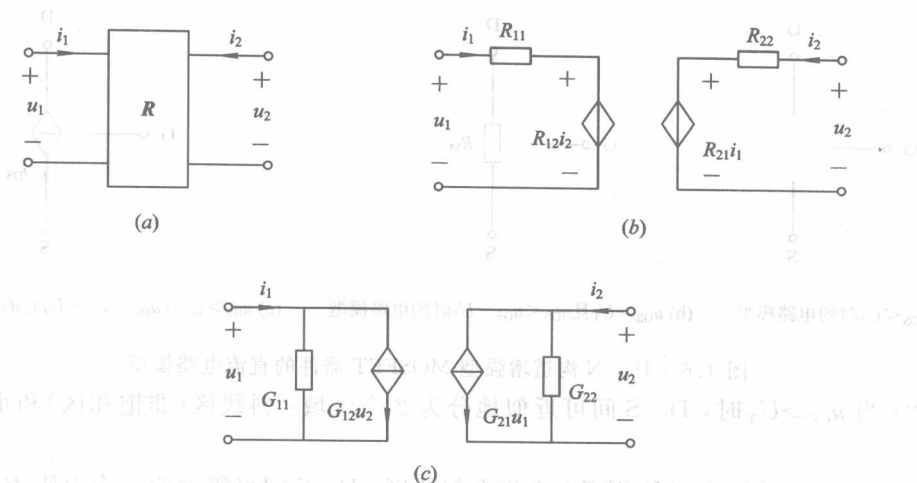 i₁ i₂
+ +
u₁ R u₂
− −
(a)
i₁ R₁₁ R₂₂ i₂
+ + + +
u₁ R₁₂i₂ R₂₁i₁ u₂
− − − −
(b)
i₁ i₂
+ +
u₁ u₂
G₁₁ G₁₂u₂ G₂₁u₁ G₂₂
− −
(c)